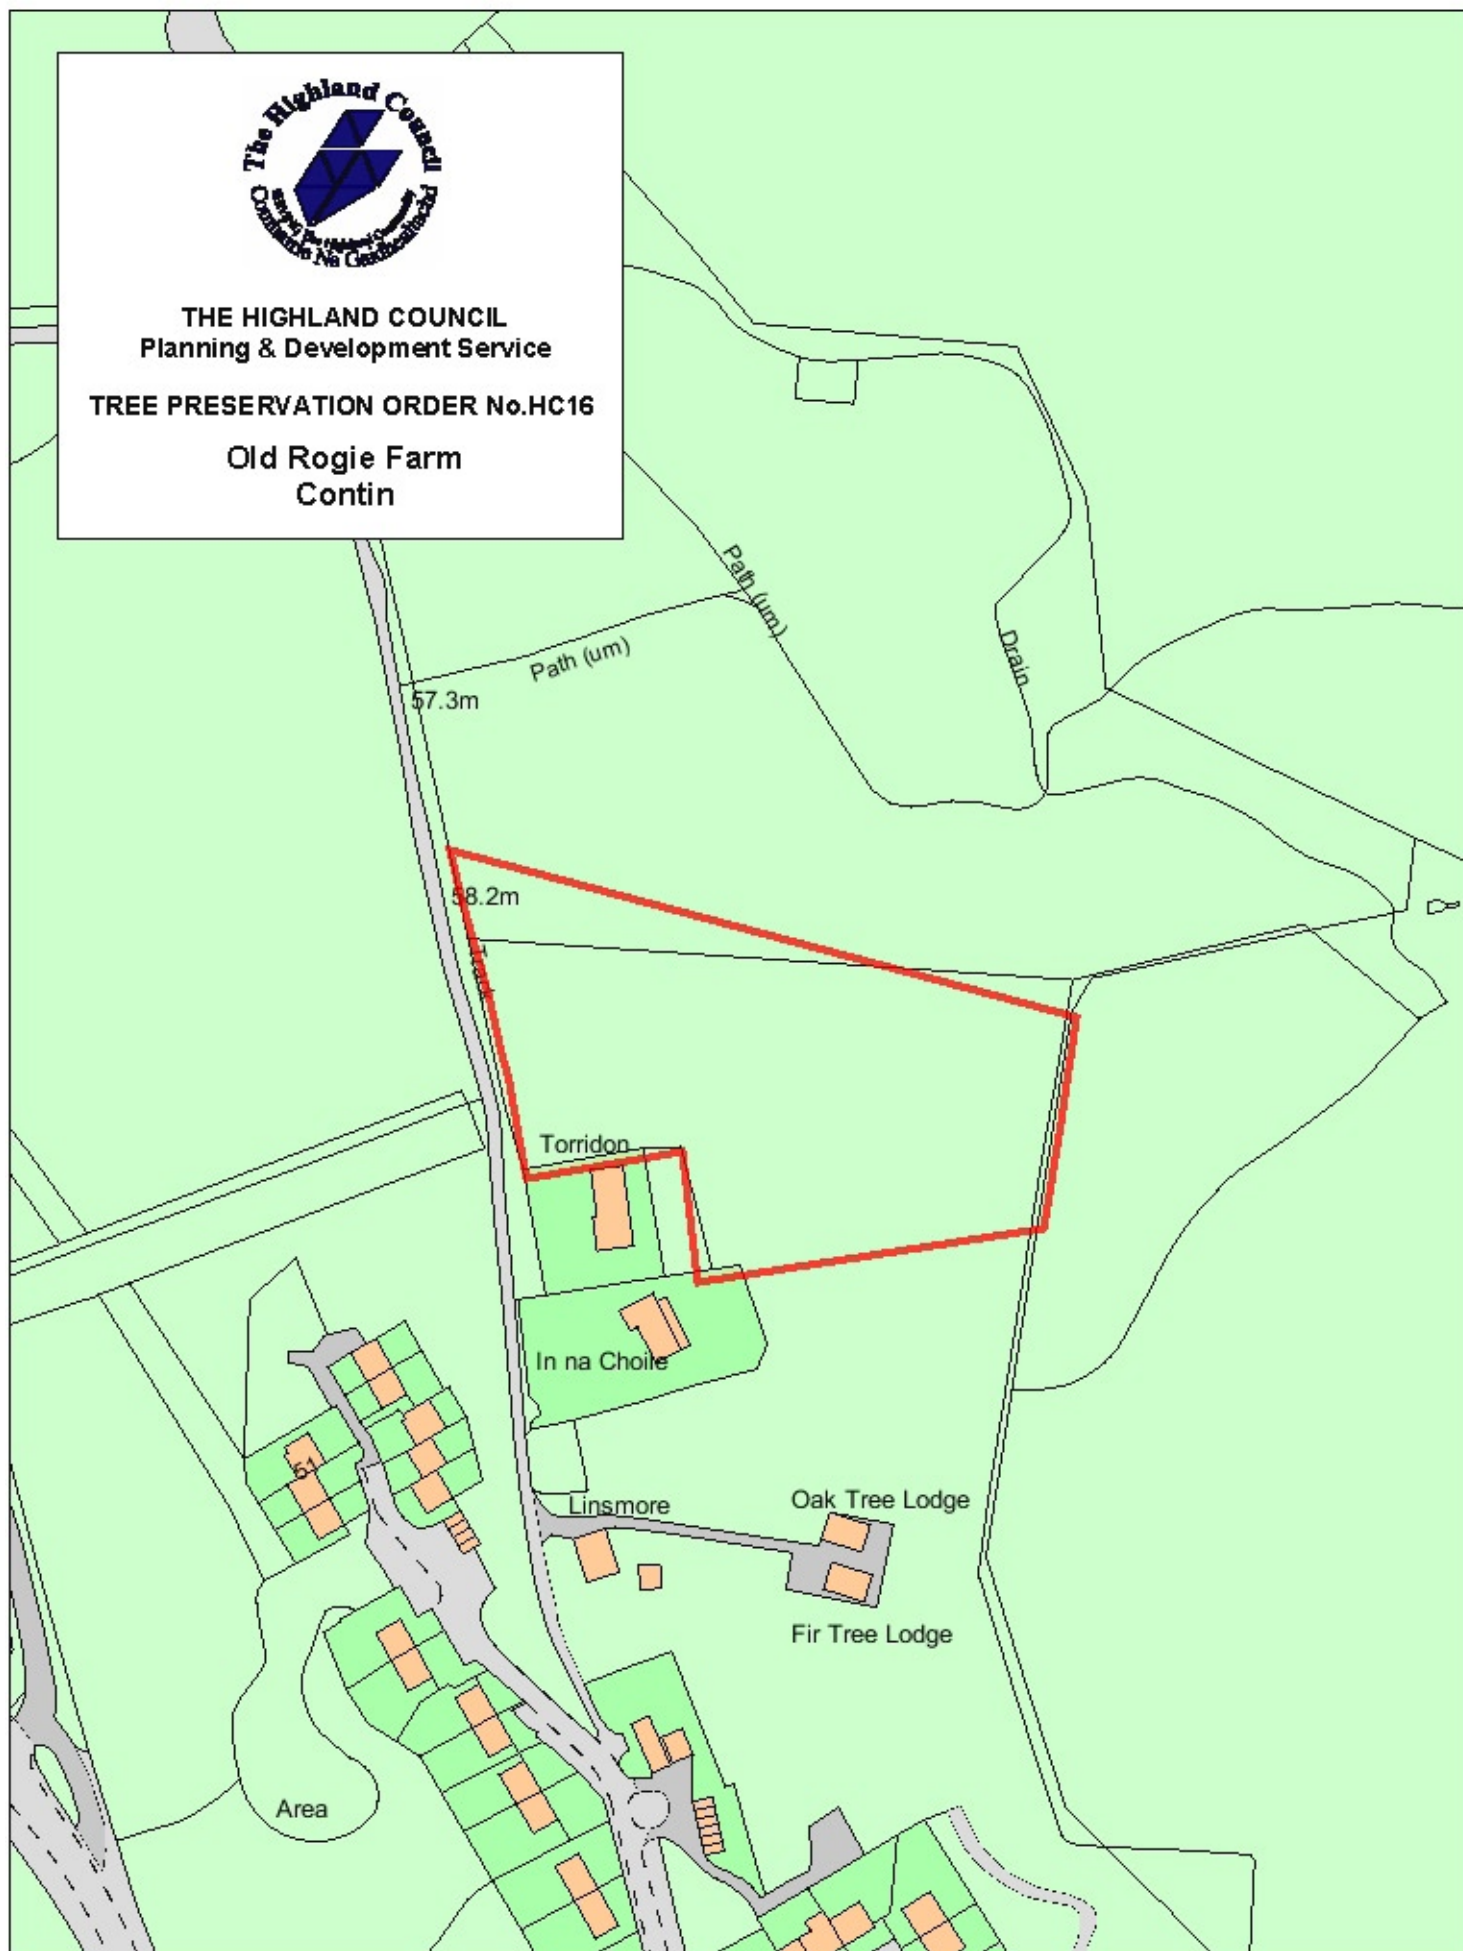 The Highland Council
Comhairle Na Gaidhealtachd
THE HIGHLAND COUNCIL
Planning & Development Service
TREE PRESERVATION ORDER No.HC16
Old Rogie Farm
Contin
Path (um)
Path (um)
Drain
57.3m
58.2m
Track
Torridon
In na Choile
51
Linsmore
Oak Tree Lodge
Fir Tree Lodge
Area